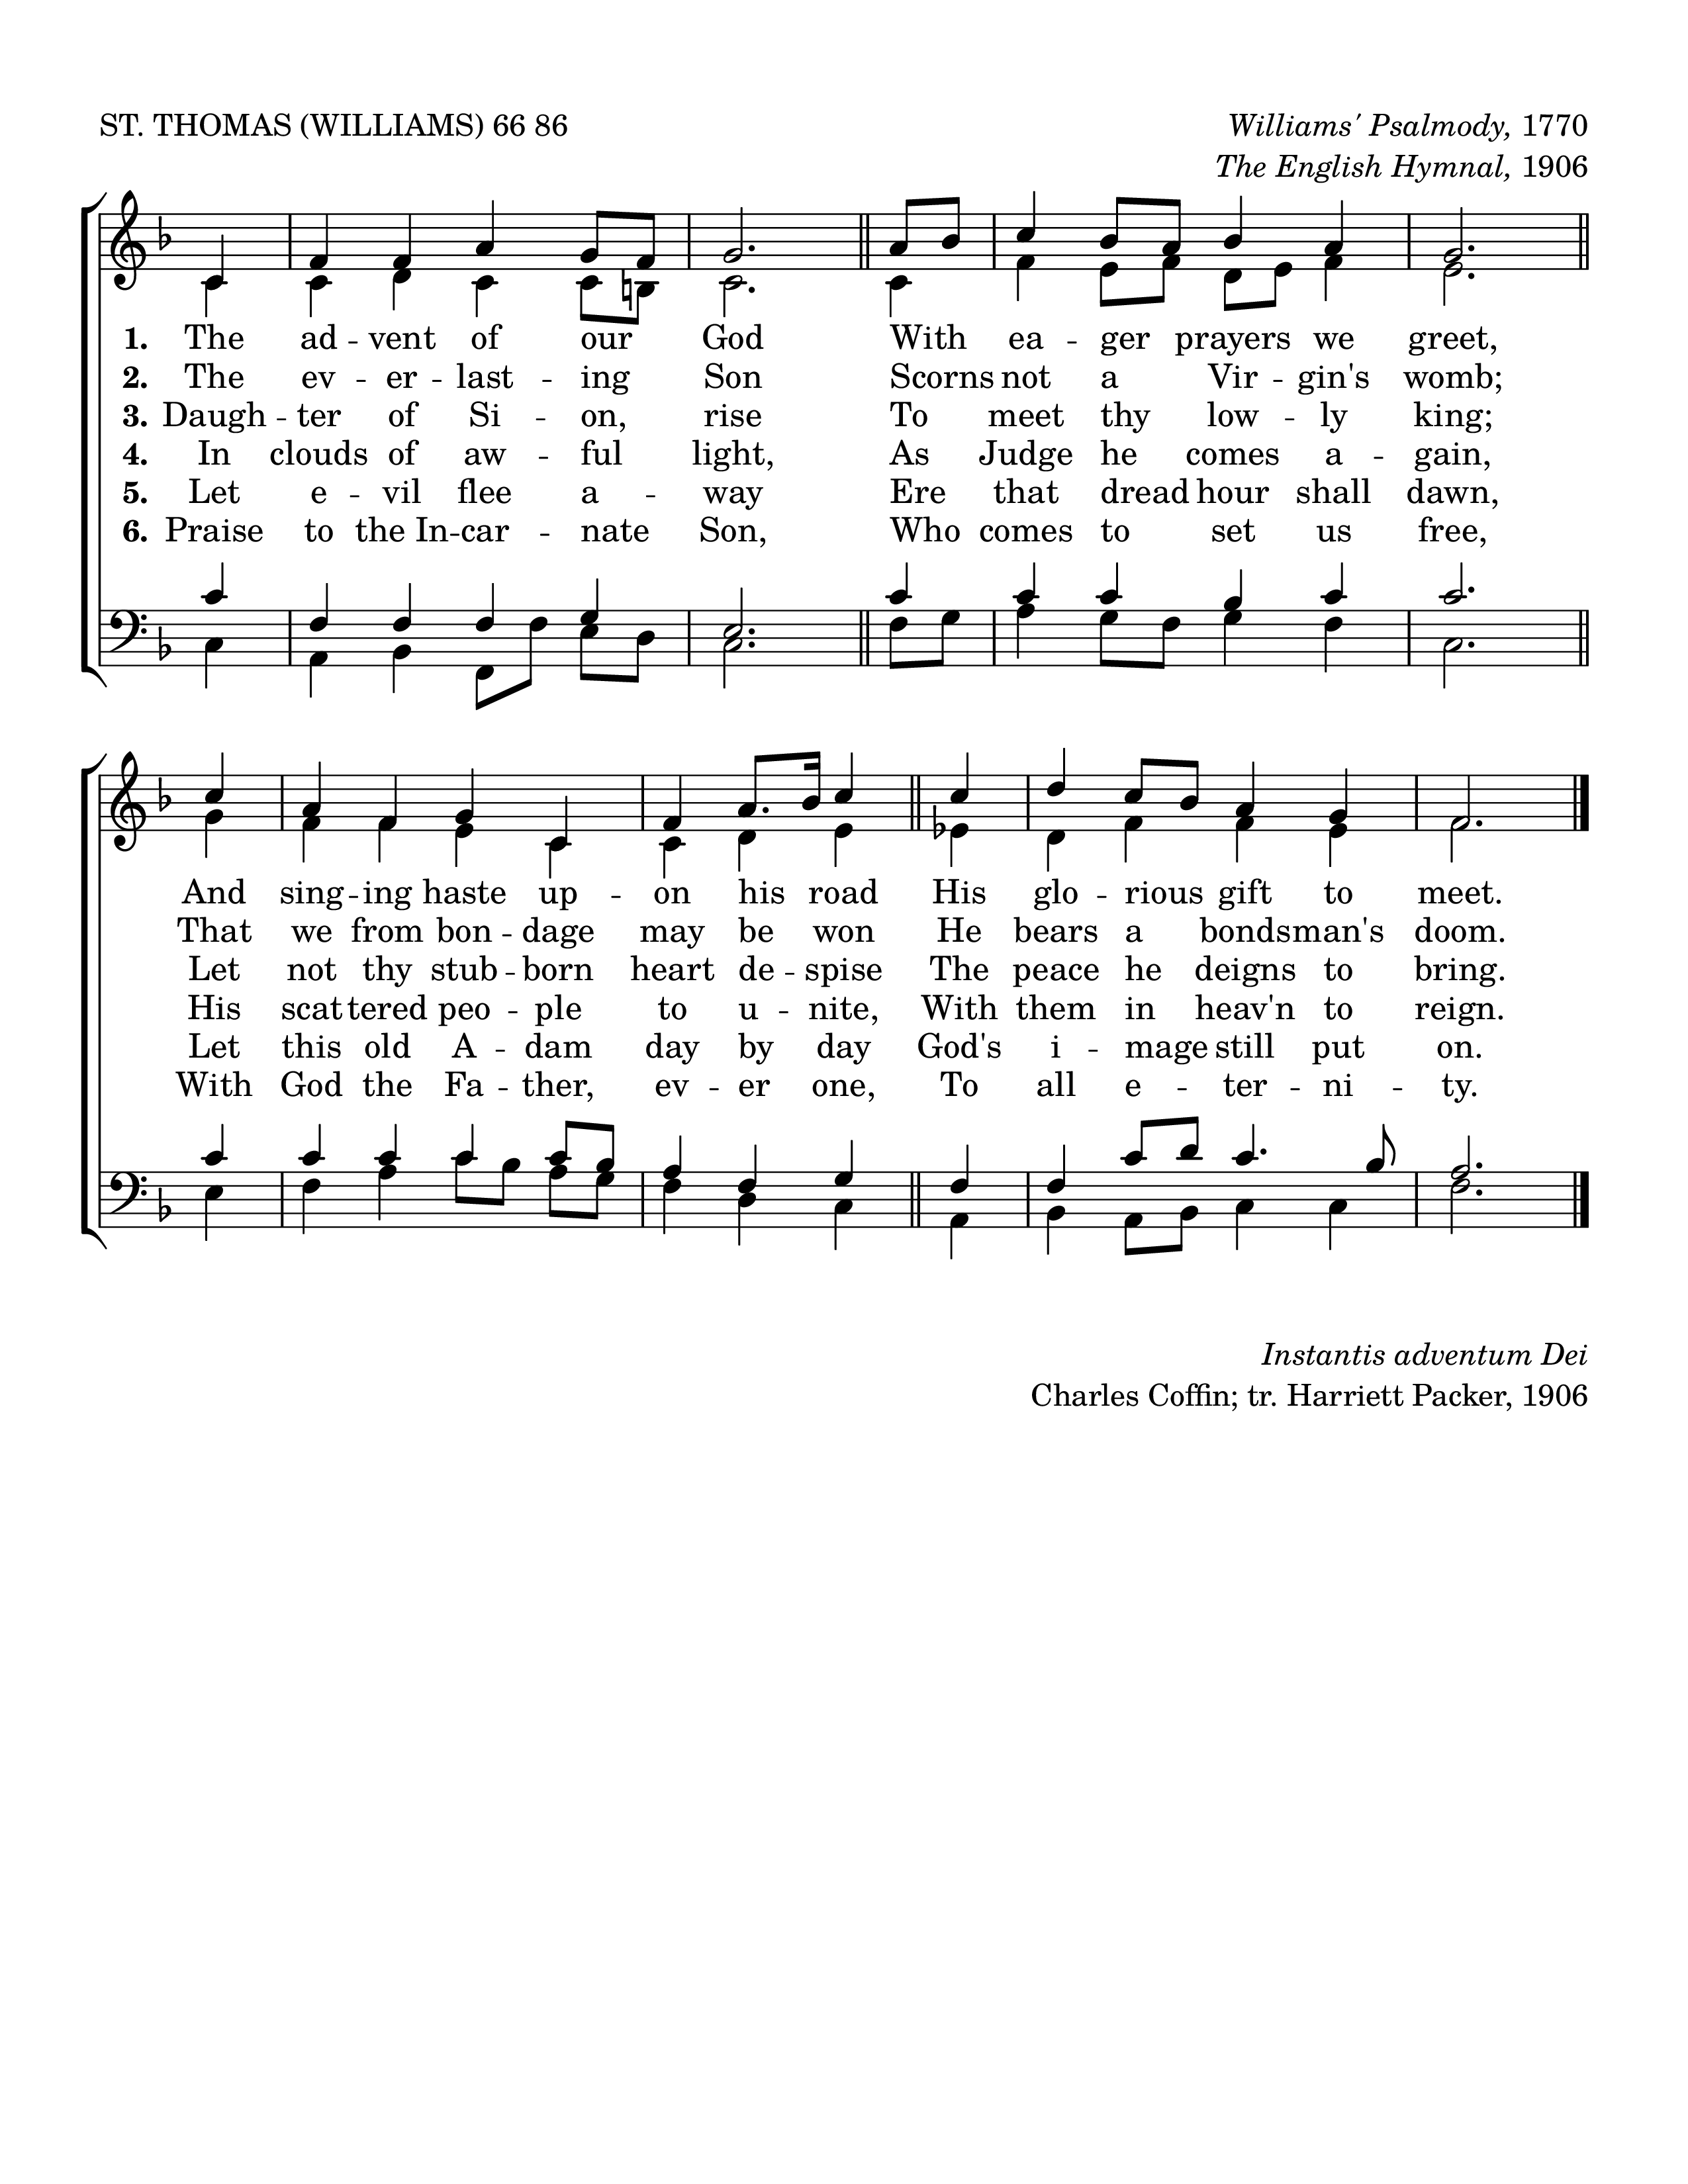 ST. THOMAS (WILLIAMS) 66 86
Williams' Psalmody, 1770
The English Hymnal, 1906
1. The ad -- vent of our God With ea -- ger prayers we greet,
2. The ev -- er -- last -- ing Son Scorns not a Vir -- gin's womb;
3. Daugh -- ter of Si -- on, rise To meet thy low -- ly king;
4. In clouds of aw -- ful light, As Judge he comes a -- gain,
5. Let e -- vil flee a -- way Ere that dread hour shall dawn,
6. Praise to the In -- car -- nate Son, Who comes to set us free,
And sing -- ing haste up -- on his road His glo -- rious gift to meet.
That we from bon -- dage may be won He bears a bondsman's doom.
Let not thy stub -- born heart de -- spise The peace he deigns to bring.
His scattered peo -- ple to u -- nite, With them in heav'n to reign.
Let this old A -- dam day by day God's i -- mage still put on.
With God the Fa -- ther, ev -- er one, To all e -- ter -- ni -- ty.
Instantis adventum Dei
Charles Coffin; tr. Harriett Packer, 1906